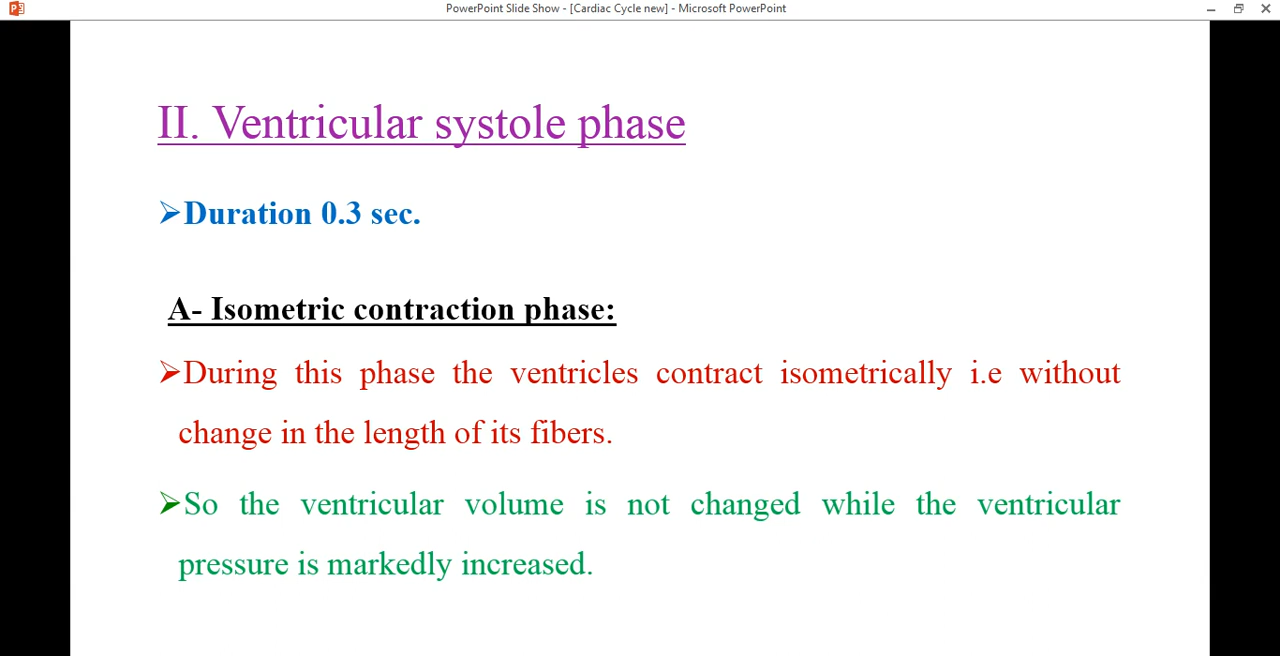 PowerPoint Slide Show - [Cardiac Cycle new] - Microsoft PowerPoint
II. Ventricular systole phase
➢Duration 0.3 sec.
A- Isometric contraction phase:
➢During this phase the ventricles contract isometrically i.e without
change in the length of its fibers.
➢So the ventricular volume is not changed while the ventricular
pressure is markedly increased.